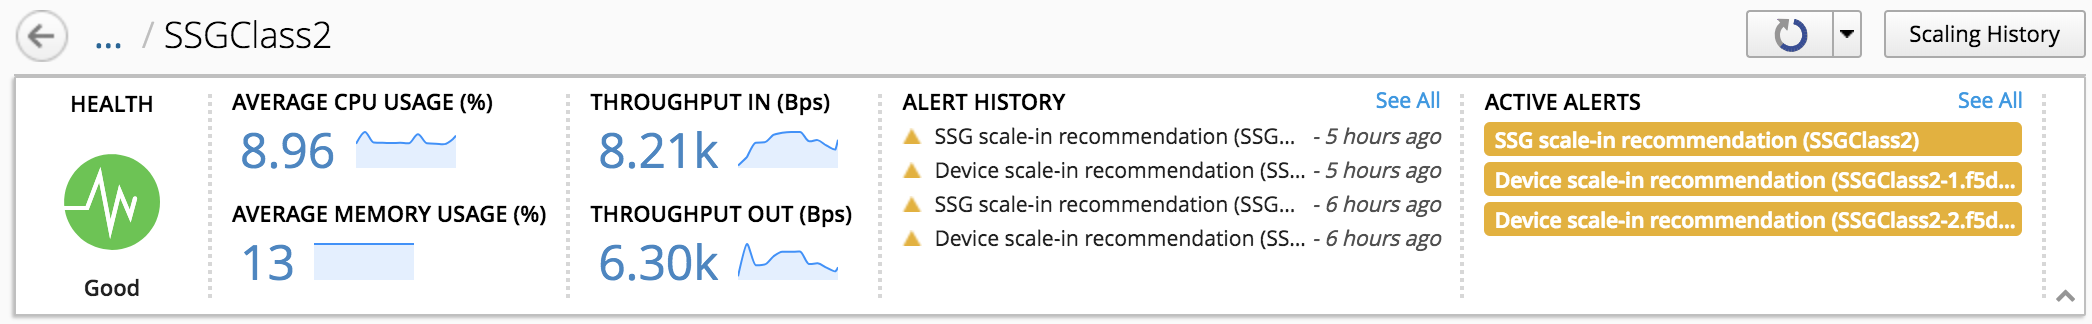 ... / SSGClass2
Scaling History
HEALTH
Good
AVERAGE CPU USAGE (%)
8.96
AVERAGE MEMORY USAGE (%)
13
THROUGHPUT IN (Bps)
8.21k
THROUGHPUT OUT (Bps)
6.30k
ALERT HISTORY See All
SSG scale-in recommendation (SSG... - 5 hours ago
Device scale-in recommendation (SS... - 5 hours ago
SSG scale-in recommendation (SSG... - 6 hours ago
Device scale-in recommendation (SS... - 6 hours ago
ACTIVE ALERTS See All
SSG scale-in recommendation (SSGClass2)
Device scale-in recommendation (SSGClass2-1.f5d...
Device scale-in recommendation (SSGClass2-2.f5d...